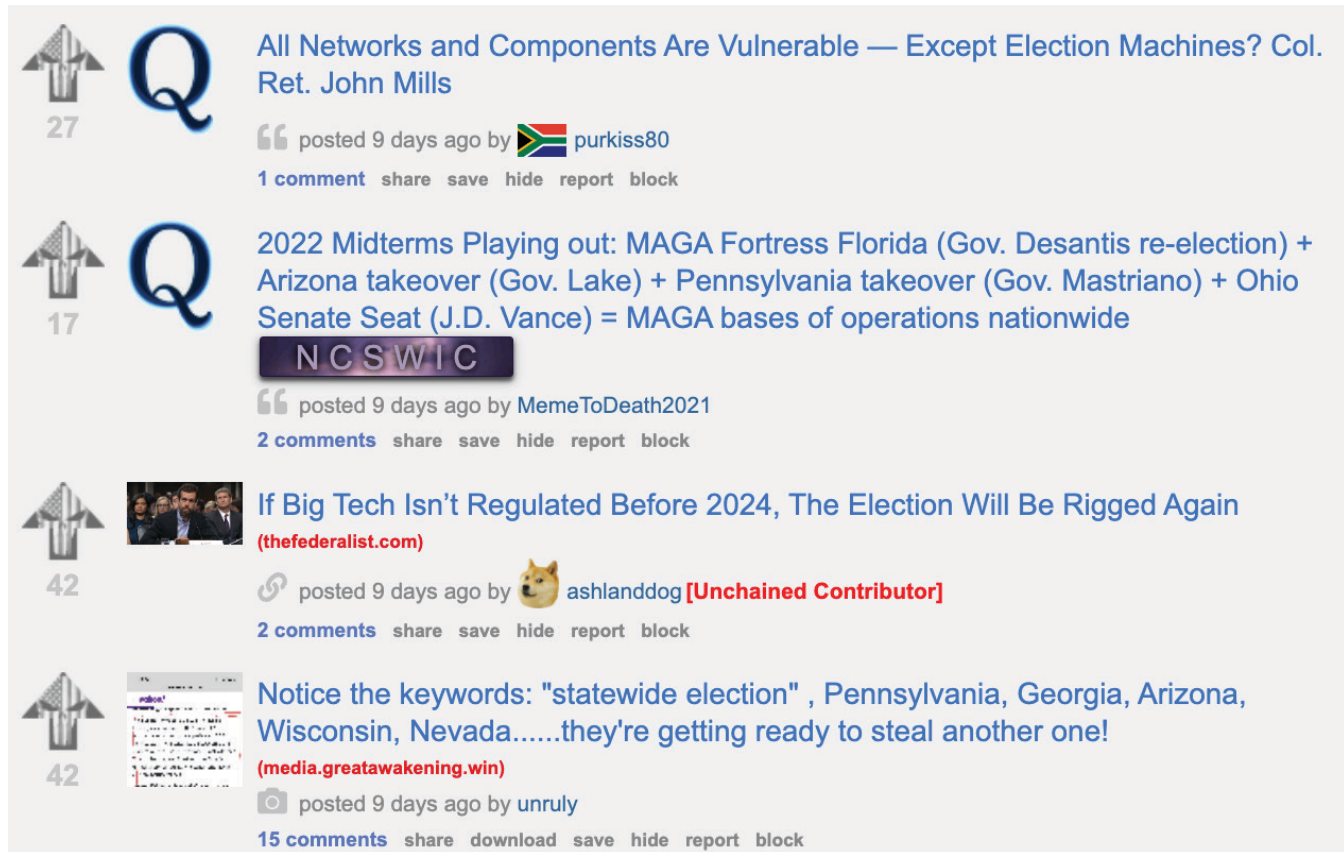 All Networks and Components Are Vulnerable — Except Election Machines? Col.
Ret. John Mills
27
posted 9 days ago by purkiss80
1 comment share save hide report block
2022 Midterms Playing out: MAGA Fortress Florida (Gov. Desantis re-election) +
Arizona takeover (Gov. Lake) + Pennsylvania takeover (Gov. Mastriano) + Ohio
17
Senate Seat (J.D. Vance) = MAGA bases of operations nationwide
NCSWIC
posted 9 days ago by MemeToDeath2021
2 comments share save hide report block
If Big Tech Isn’t Regulated Before 2024, The Election Will Be Rigged Again
(thefederalist.com)
42
posted 9 days ago by ashlanddog [Unchained Contributor]
2 comments share save hide report block
Notice the keywords: "statewide election" , Pennsylvania, Georgia, Arizona,
Wisconsin, Nevada......they're getting ready to steal another one!
(media.greatawakening.win)
42
posted 9 days ago by unruly
15 comments share download save hide report block